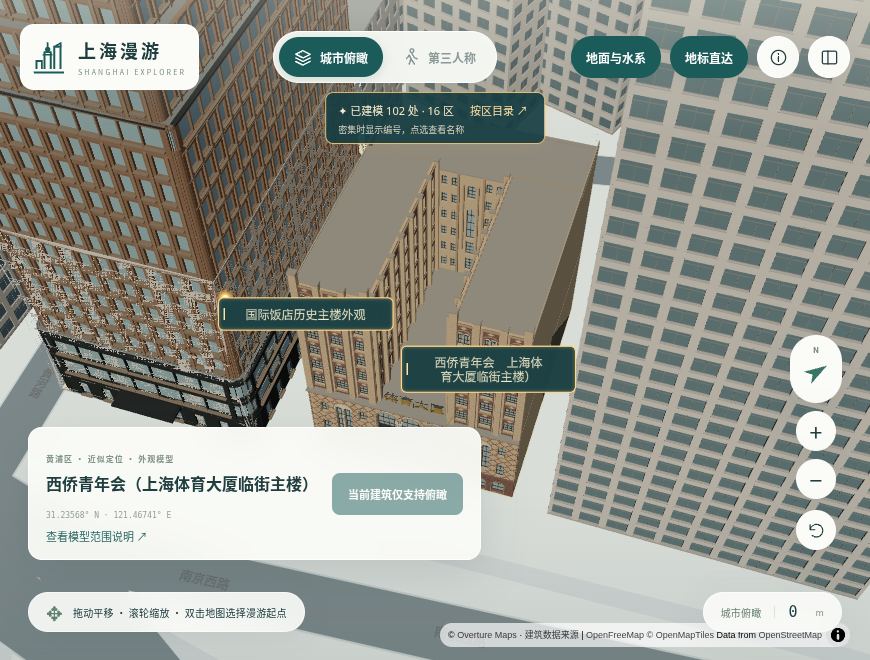 上海漫游
SHANGHAI EXPLORER
城市俯瞰
第三人称
地面与水系
地标直达
✦ 已建模 102 处 · 16 区 按区目录 ↗
密集时显示编号，点选查看名称
国际饭店历史主楼外观
西侨青年会 上海体
育大厦临街主楼）
N
黄浦区 · 近似定位 · 外观模型
西侨青年会（上海体育大厦临街主楼）
当前建筑仅支持俯瞰
31.23568° N · 121.46741° E
查看模型范围说明 ↗
南京西路
拖动平移 · 滚轮缩放 · 双击地图选择漫游起点
城市俯瞰 0 m
© Overture Maps · 建筑数据来源 | OpenFreeMap © OpenMapTiles Data from OpenStreetMap